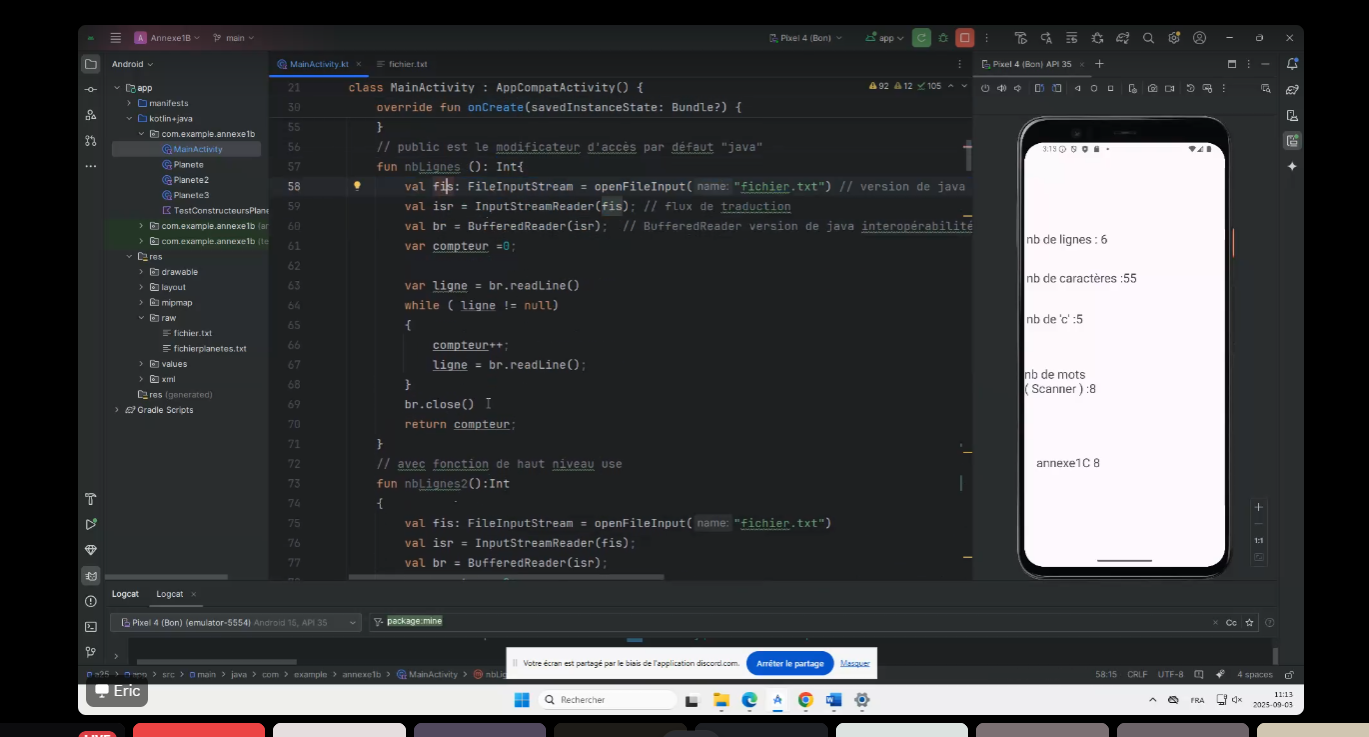 A Annexe1B main Pixel 4 (Bon) app
Android MainActivity.kt fichier.txt Pixel 4 (Bon) API 35
app
manifests
kotlin+java
com.example.annexe1b
MainActivity
Planete
Planete2
Planete3
TestConstructeursPlane
com.example.annexe1b (ar
com.example.annexe1b (te
res
drawable
layout
mipmap
raw
fichier.txt
fichierplanetes.txt
values
xml
res (generated)
Gradle Scripts
92 12 105
21 class MainActivity : AppCompatActivity() {
30 override fun onCreate(savedInstanceState: Bundle?) {
55 }
56 // public est le modificateur d'accès par défaut "java"
57 fun nbLignes (): Int{
58 val fis: FileInputStream = openFileInput( name: "fichier.txt") // version de java
59 val isr = InputStreamReader(fis); // flux de traduction
60 val br = BufferedReader(isr); // BufferedReader version de java interopérabilité
61 var compteur =0;
62
63 var ligne = br.readLine()
64 while ( ligne != null)
65 {
66 compteur++;
67 ligne = br.readLine();
68 }
69 br.close()
70 return compteur;
71 }
72 // avec fonction de haut niveau use
73 fun nbLignes2():Int
74 {
75 val fis: FileInputStream = openFileInput( name: "fichier.txt")
76 val isr = InputStreamReader(fis);
77 val br = BufferedReader(isr);
3:13
nb de lignes : 6
nb de caractères :55
nb de 'c' :5
nb de mots
( Scanner ) :8
annexe1C 8
1:1
Logcat Logcat
Pixel 4 (Bon) (emulator-5554) Android 15, API 35 package:mine Cc
Votre écran est partagé par le biais de l'application discord.com. Arrêter le partage Masquer
app src main java com example annexe1b MainActivity 58:15 CRLF UTF-8 4 spaces
Eric
Rechercher
FRA
11:13
2025-09-03
LIVE